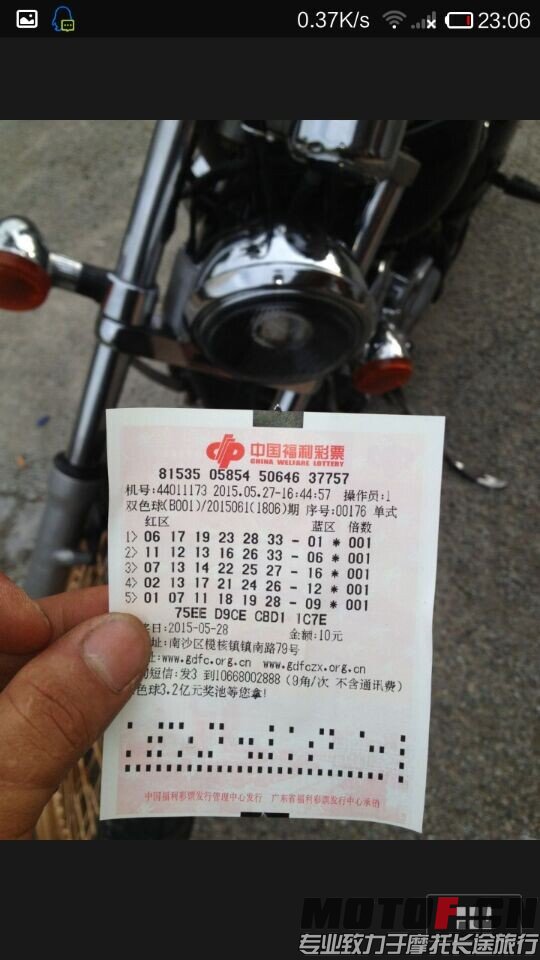 0.37K/s 23:06
中国福利彩票
CHINA WELFARE LOTTERY
81535 05854 50646 37757
机号:44011173 2015.05.27-16:44:57 操作员:1
双色球(B001)/2015061(1806)期 序号:00176 单式
红区 蓝区 倍数
1> 06 17 19 23 28 33 - 01 * 001
2> 11 12 13 16 26 33 - 06 * 001
3> 07 13 14 22 25 27 - 16 * 001
4> 02 13 17 21 24 26 - 12 * 001
5> 01 07 11 18 19 28 - 09 * 001
75EE D9CE CBD1 1C7E
奖日:2015-05-28 金额:10元
址:南沙区横核镇镇南路79号
址:www.gdfc.org.cn www.gdfczx.org.cn
短信:发3 到10668002888 (9角/次 不含通讯费)
色球3.2亿元奖池等您拿!
中国福利彩票发行管理中心发行 广东省福利彩票发行中心承销
MOTOF.CN
专业致力于摩托长途旅行